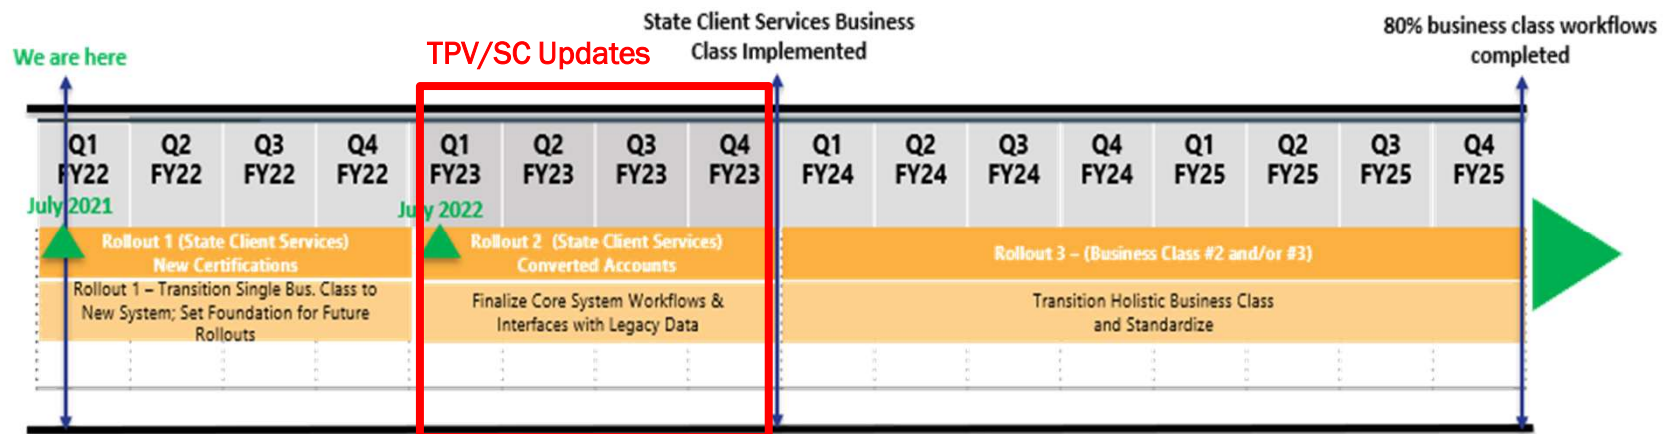 State Client Services Business
Class Implemented
80% business class workflows
completed
We are here
TPV/SC Updates
Q1 FY22
Q2 FY22
Q3 FY22
Q4 FY22
Q1 FY23
Q2 FY23
Q3 FY23
Q4 FY23
Q1 FY24
Q2 FY24
Q3 FY24
Q4 FY24
Q1 FY25
Q2 FY25
Q3 FY25
Q4 FY25
July 2021
July 2022
Rollout 1 (State Client Services)
New Certifications
Rollout 2 (State Client Services)
Converted Accounts
Rollout 3 – (Business Class #2 and/or #3)
Rollout 1 – Transition Single Bus. Class to
New System; Set Foundation for Future
Rollouts
Finalize Core System Workflows &
Interfaces with Legacy Data
Transition Holistic Business Class
and Standardize